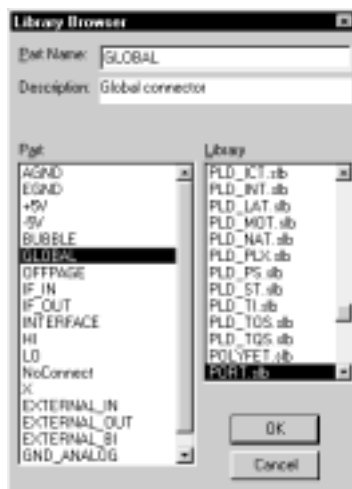 Library Browser
Part Name: GLOBAL
Description: Global connector
Part
AGND
EGND
+5V
-5V
BUBBLE
GLOBAL
OFFPAGE
IF_IN
IF_OUT
INTERFACE
HI
LO
NoConnect
X
EXTERNAL_IN
EXTERNAL_OUT
EXTERNAL_BI
GND_ANALOG
Library
PLD_ICT.slb
PLD_INT.slb
PLD_LAT.slb
PLD_MOT.slb
PLD_NAT.slb
PLD_PLX.slb
PLD_PS.slb
PLD_ST.slb
PLD_TI.slb
PLD_TOS.slb
PLD_TQS.slb
POLYFET.slb
PORT.slb
OK
Cancel